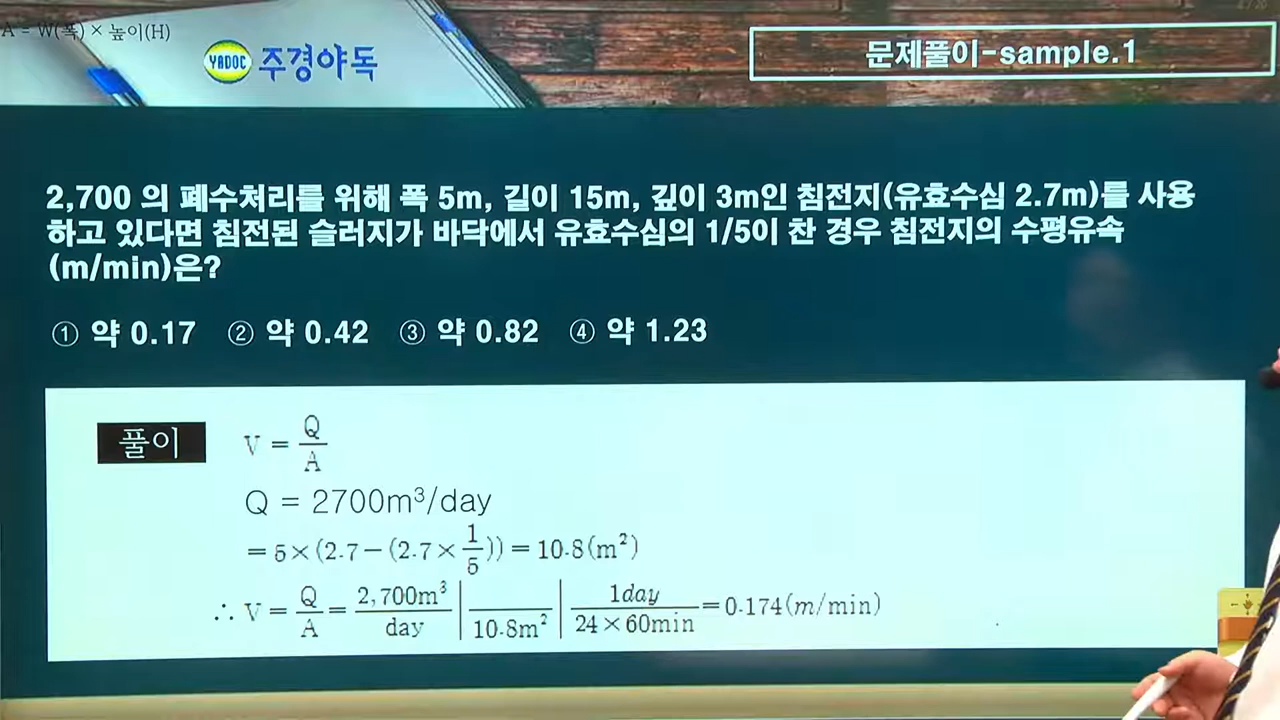 A = W(폭) × 높이(H)
YADOC 주경야독
문제풀이-sample.1
2,700 의 폐수처리를 위해 폭 5m, 길이 15m, 깊이 3m인 침전지(유효수심 2.7m)를 사용
하고 있다면 침전된 슬러지가 바닥에서 유효수심의 1/5이 찬 경우 침전지의 수평유속
(m/min)은?
① 약 0.17 ② 약 0.42 ③ 약 0.82 ④ 약 1.23
풀이 V = Q/A
Q = 2700m³/day
= 5×(2.7-(2.7×1/5)) = 10.8(m²)
∴ V = Q/A = 2,700m³/day | /10.8m² | 1day/24×60min = 0.174(m/min)